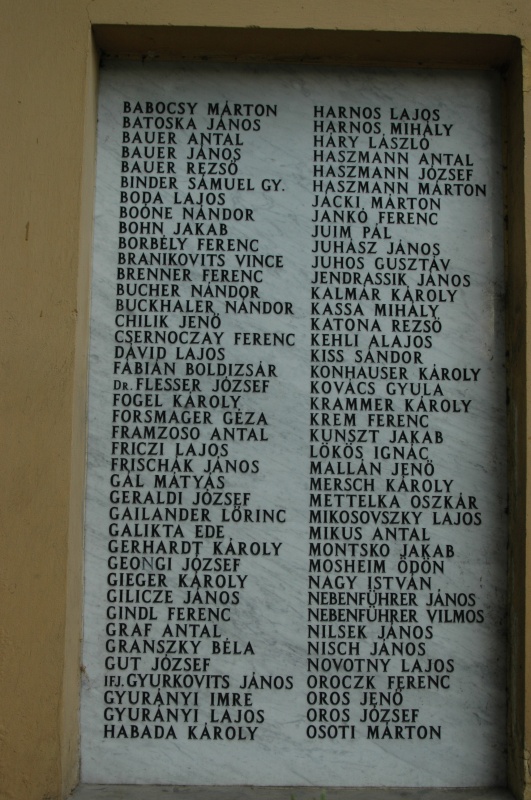 BABOCSY MÁRTON
BATOSKA JÁNOS
BAUER ANTAL
BAUER JÁNOS
BAUER REZSŐ
BINDER SÁMUEL GY.
BODA LAJOS
BOÓNE NÁNDOR
BOHN JAKAB
BORBÉLY FERENC
BRANIKOVITS VINCE
BRENNER FERENC
BUCHER NÁNDOR
BUCKHALER NÁNDOR
CHILIK JENŐ
CSERNOCZAY FERENC
DÁVID LAJOS
FÁBIÁN BOLDIZSÁR
DR. FLESSER JÓZSEF
FOGEL KÁROLY
FORSMAGER GÉZA
FRAMZOSO ANTAL
FRICZI LAJOS
FRISCHÁK JÁNOS
GÁL MÁTYÁS
GERALDI JÓZSEF
GAILANDER LŐRINC
GALIKTA EDE
GERHARDT KÁROLY
GEONGI JÓZSEF
GIEGER KÁROLY
GILICZE JÁNOS
GINDL FERENC
GRAF ANTAL
GRANSZKY BÉLA
GUT JÓZSEF
IFJ. GYURKOVITS JÁNOS
GYURÁNYI IMRE
GYURÁNYI LAJOS
HABADA KÁROLY
HARNOS LAJOS
HARNOS MIHÁLY
HÁRY LÁSZLÓ
HASZMANN ANTAL
HASZMANN JÓZSEF
HASZMANN MÁRTON
JÁCKI MÁRTON
JANKÓ FERENC
JUIM PÁL
JUHÁSZ JÁNOS
JUHOS GUSZTÁV
JENDRASSIK JÁNOS
KALMÁR KÁROLY
KASSA MIHÁLY
KATONA REZSŐ
KEHLI ALAJOS
KISS SÁNDOR
KONHAUSER KÁROLY
KOVÁCS GYULA
KRAMMER KÁROLY
KREM FERENC
KUNSZT JAKAB
LŐKÖS IGNÁC
MALLÁN JENŐ
MERSCH KÁROLY
METTELKA OSZKÁR
MIKOSOVSZKY LAJOS
MIKUS ANTAL
MONTSKO JAKAB
MOSHEIM ÖDÖN
NAGY ISTVÁN
NEBENFÜHRER JÁNOS
NEBENFÜHRER VILMOS
NILSEK JÁNOS
NISCH JÁNOS
NOVOTNY LAJOS
OROCZK FERENC
OROS JENŐ
OROS JÓZSEF
OSOTI MÁRTON